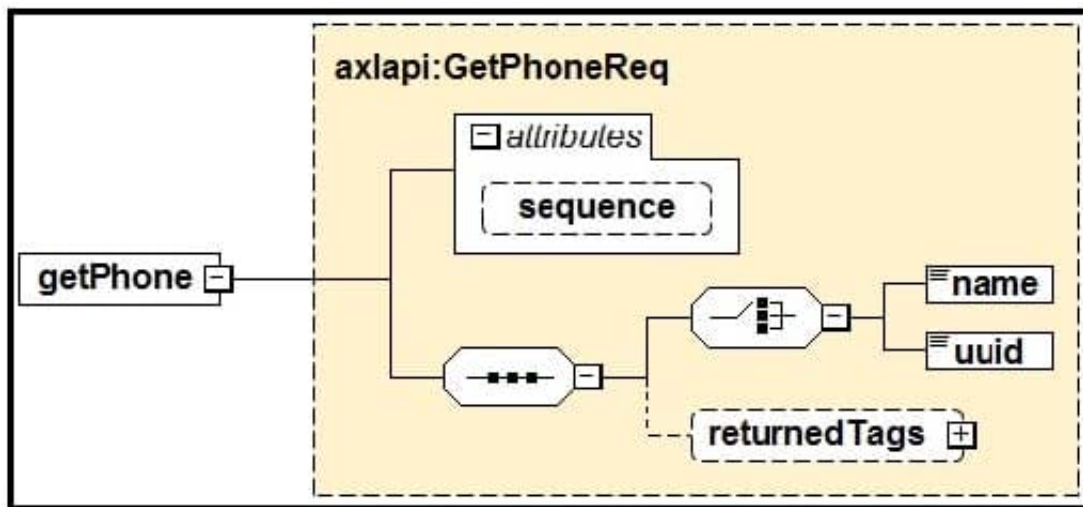 axlapi:GetPhoneReq
attributes
sequence
getPhone
name
uuid
returnedTags